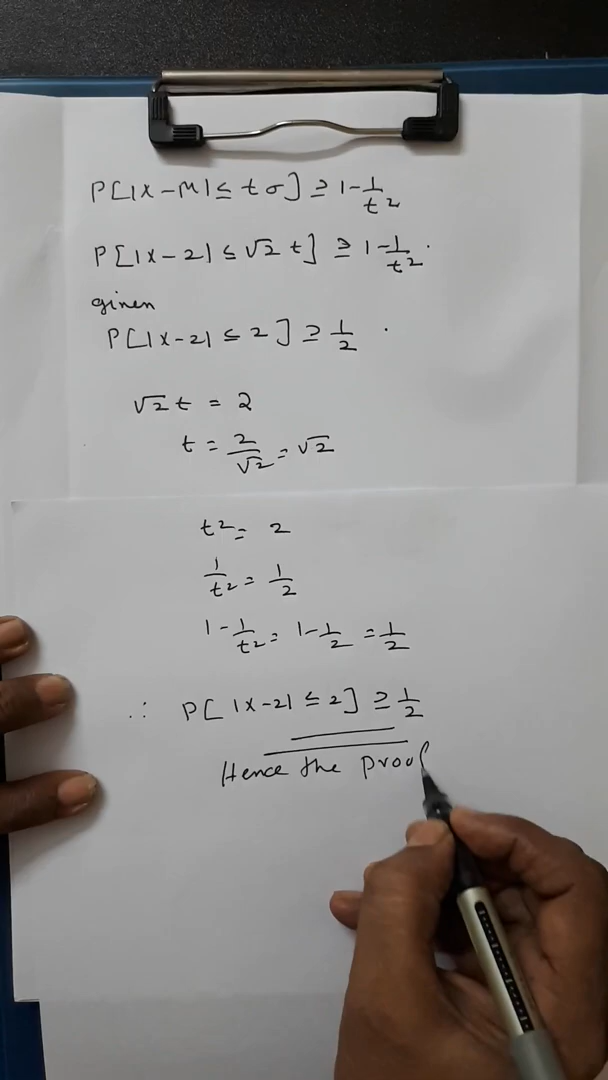 P[|X-M| ≤ tσ] ≥ 1-1/t²
P[|X-2| ≤ √2 t] ≥ 1-1/t².
given
P[|X-2| ≤ 2] ≥ 1/2 .
√2 t = 2
t = 2/√2 = √2
t² = 2
1/t² = 1/2
1-1/t² = 1-1/2 = 1/2
∴ P[|X-2| ≤ 2] ≥ 1/2
Hence the proof